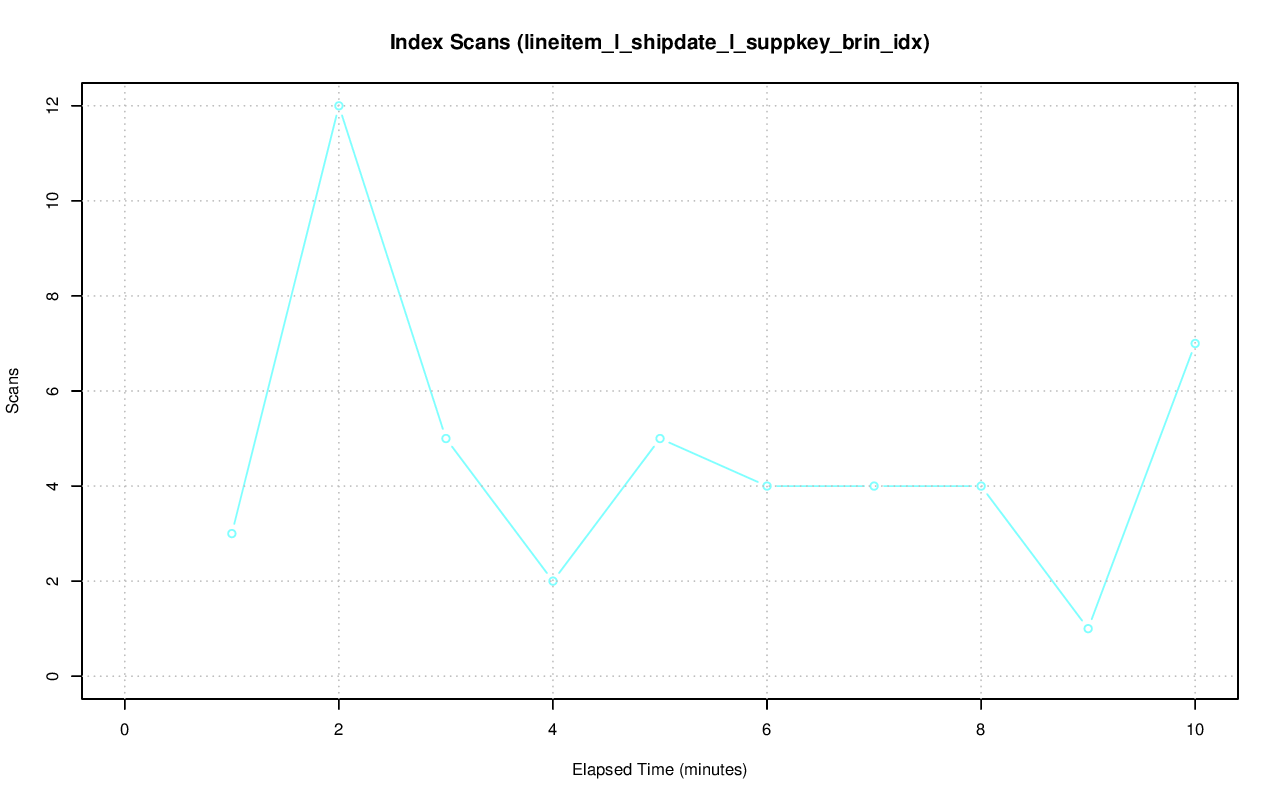 Index Scans (lineitem_l_shipdate_l_suppkey_brin_idx)
12
10
8
6
4
2
0
Scans
0 2 4 6 8 10
Elapsed Time (minutes)